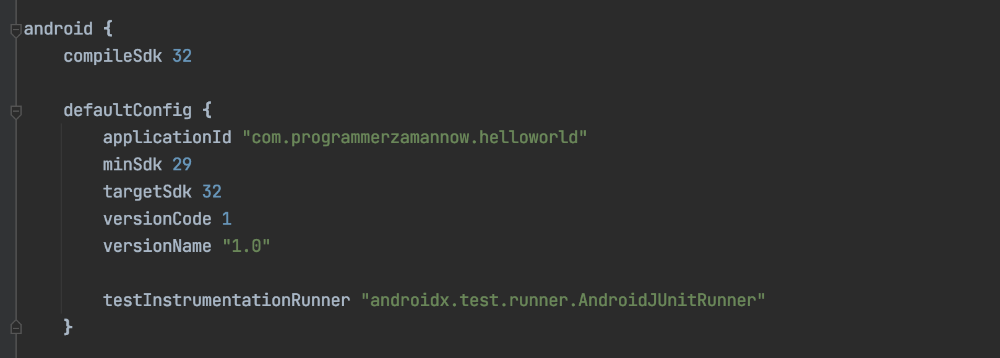 android {
    compileSdk 32
    defaultConfig {
        applicationId "com.programmerzamannow.helloworld"
        minSdk 29
        targetSdk 32
        versionCode 1
        versionName "1.0"
        testInstrumentationRunner "androidx.test.runner.AndroidJUnitRunner"
    }